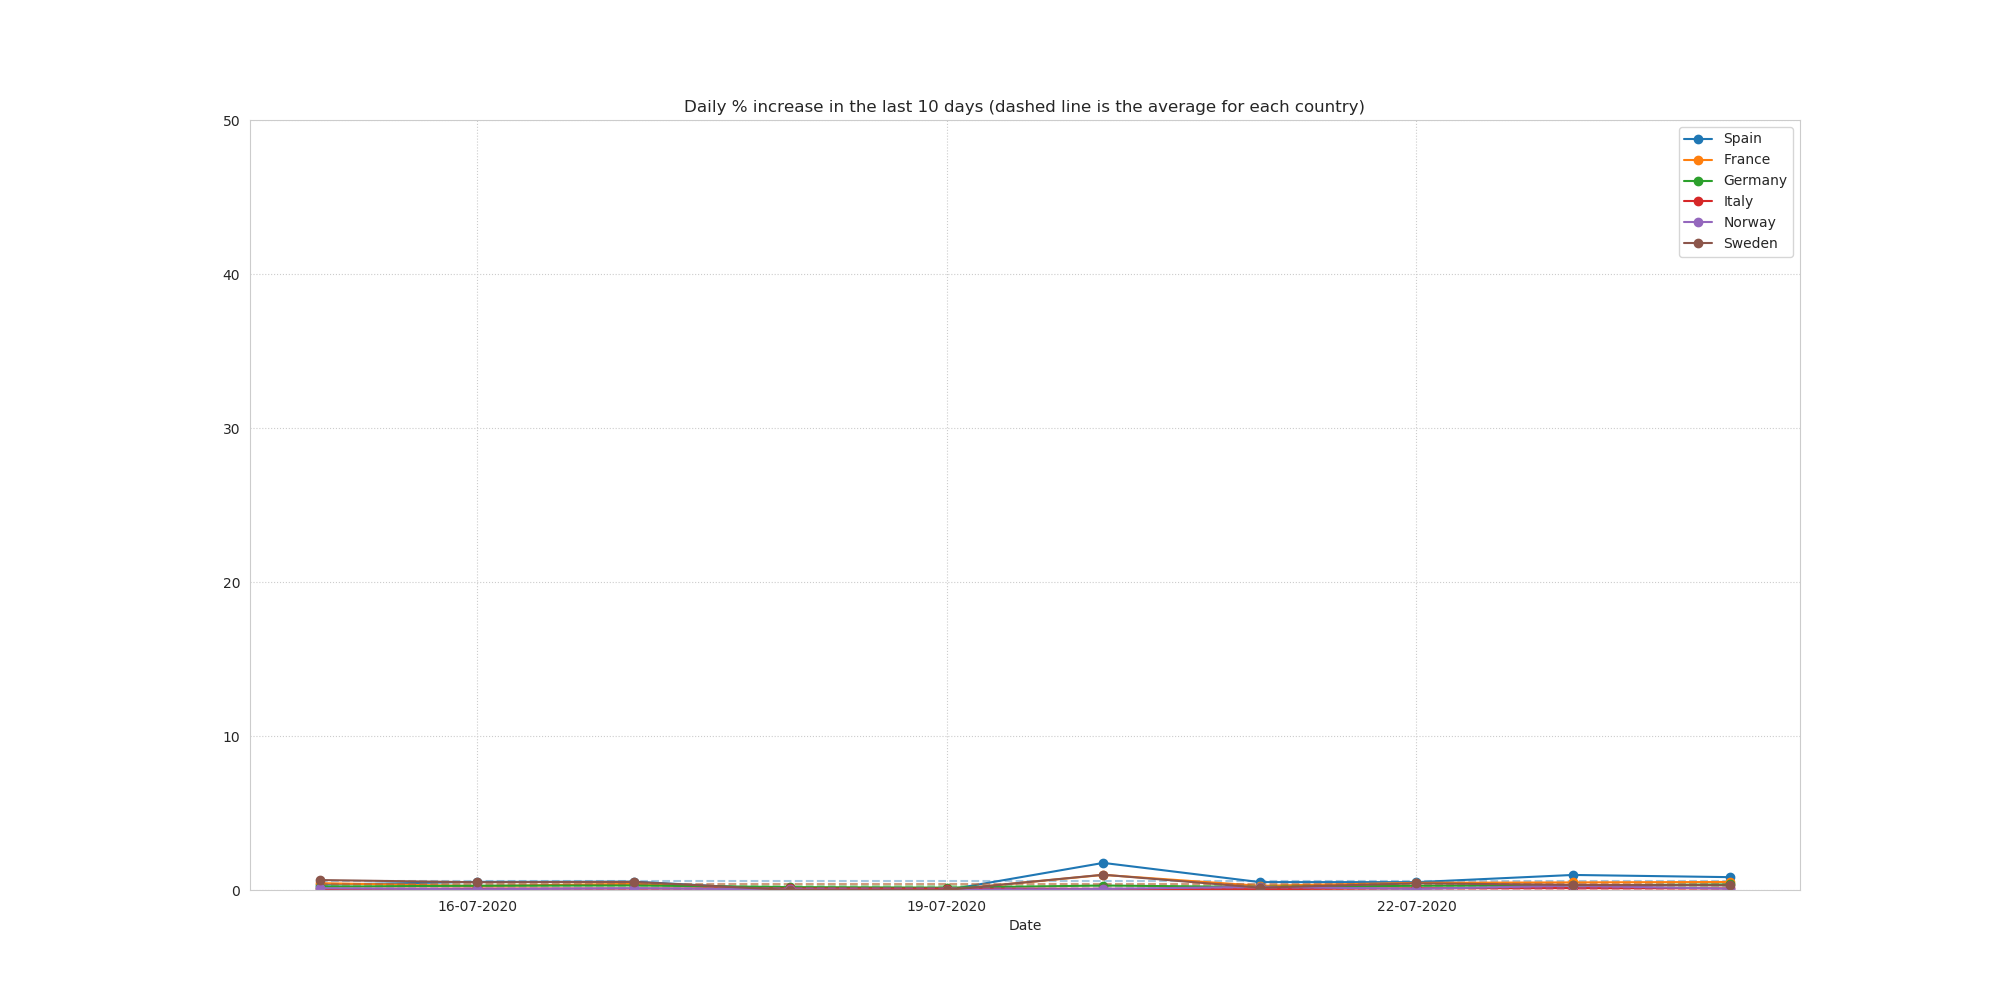 Daily % increase in the last 10 days (dashed line is the average for each country)
50
40
30
20
10
0
Spain
France
Germany
Italy
Norway
Sweden
16-07-2020
19-07-2020
22-07-2020
Date